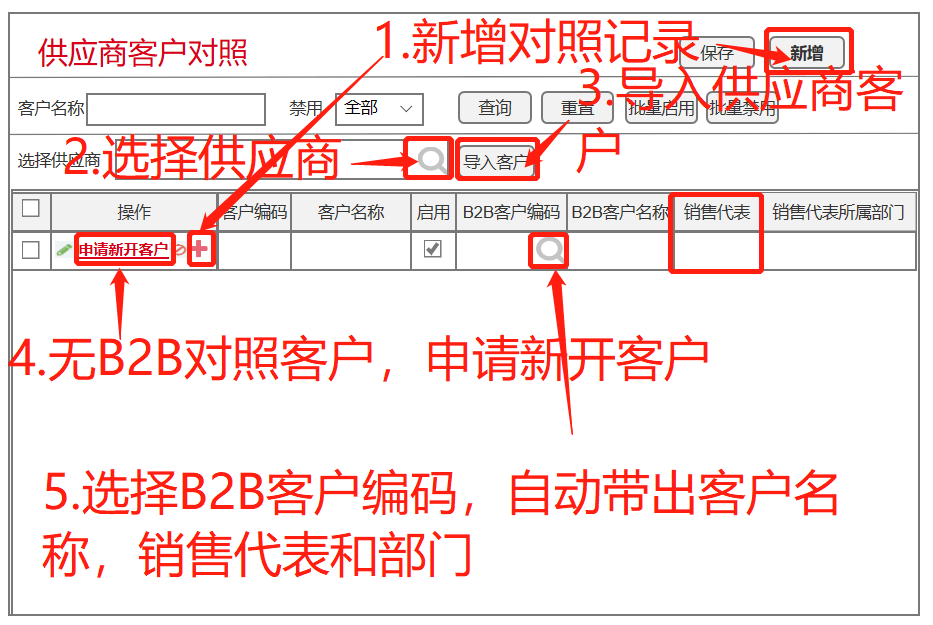 供应商客户对照
1.新增对照记录
保存
新增
客户名称
禁用
全部
查询
重置
批量启用
批量禁用
3.导入供应商客
户
选择供应商
2.选择供应商
导入客户
操作
客户编码
客户名称
启用
B2B客户编码
B2B客户名称
销售代表
销售代表所属部门
申请新开客户
4.无B2B对照客户，申请新开客户
5.选择B2B客户编码，自动带出客户名
称，销售代表和部门